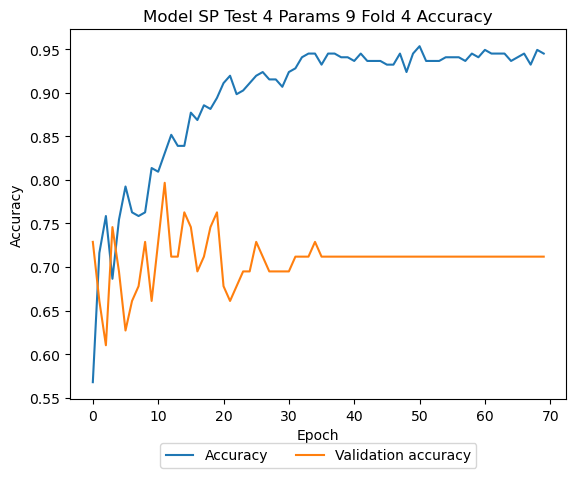 Model SP Test 4 Params 9 Fold 4 Accuracy
Accuracy
0.95
0.90
0.85
0.80
0.75
0.70
0.65
0.60
0.55
0 10 20 30 40 50 60 70
Epoch
Accuracy Validation accuracy